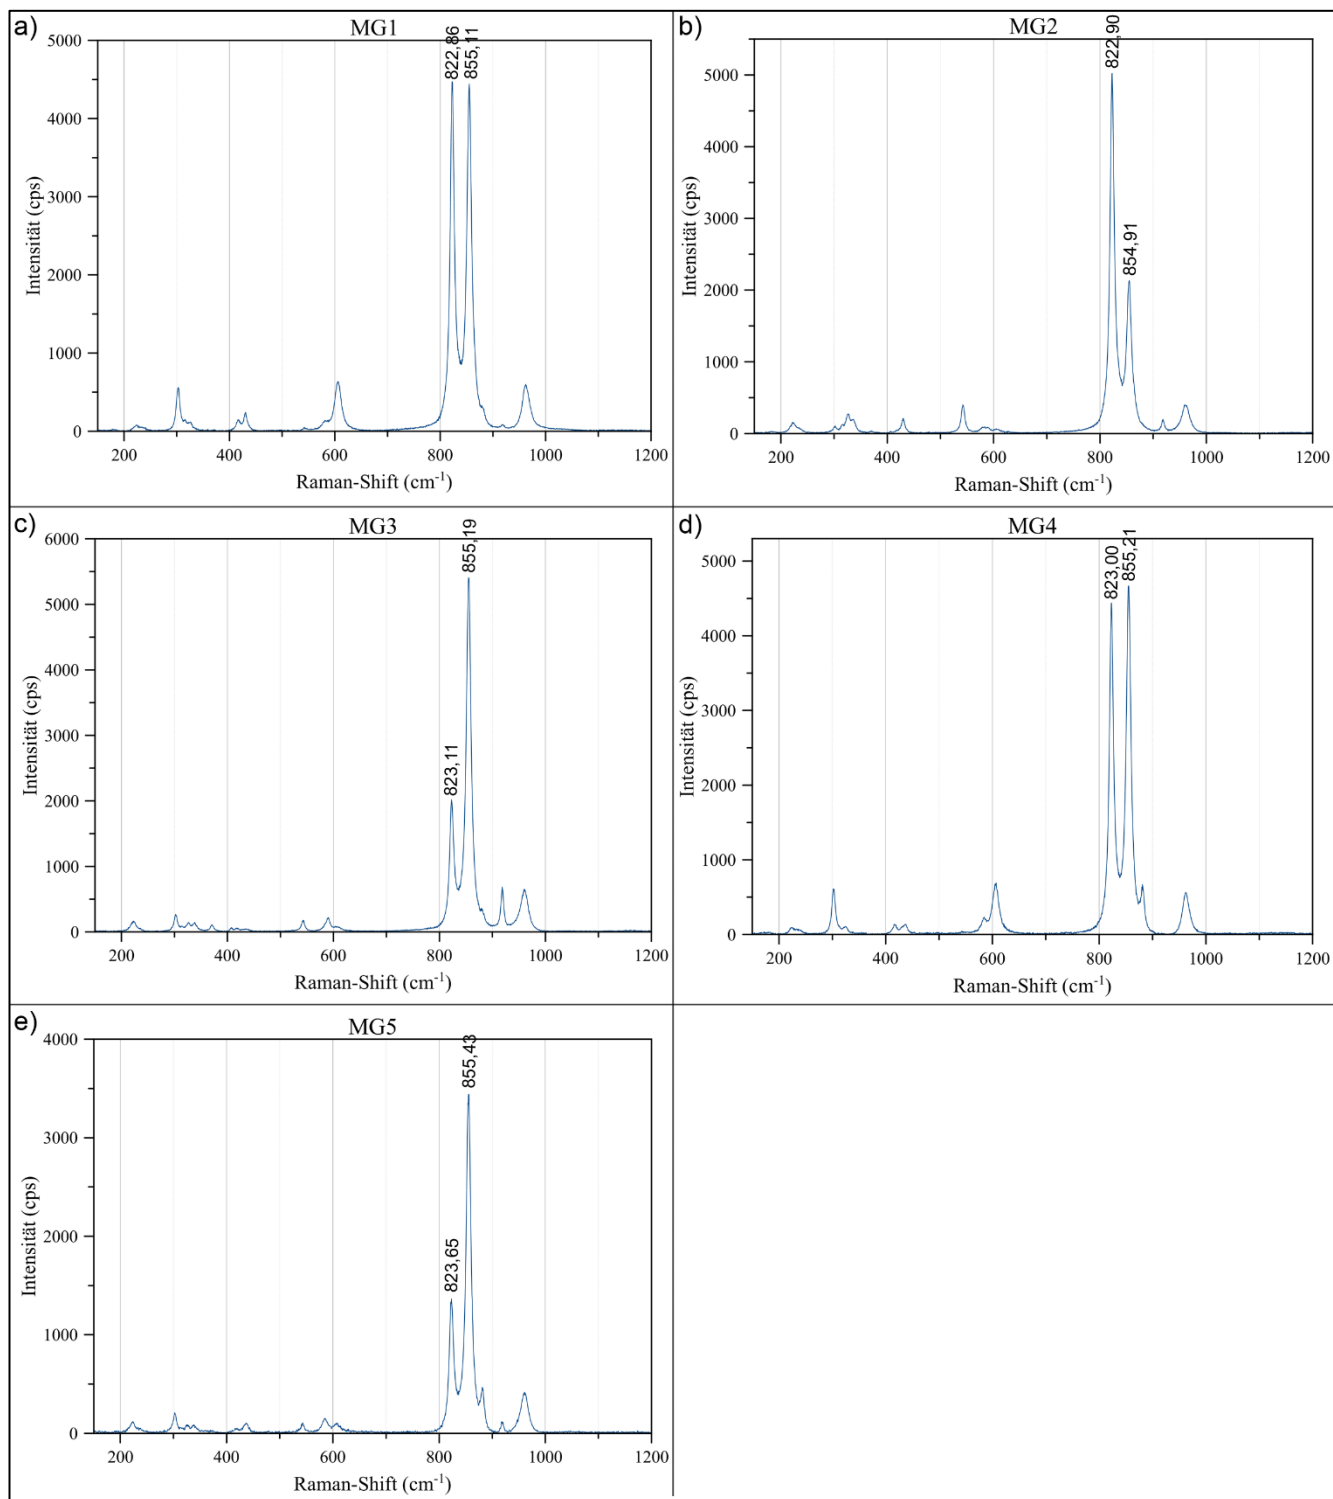 a) MG1
822,86
855,11
5000
4000
3000
2000
1000
0
Intensität (cps)
200 400 600 800 1000 1200
Raman-Shift (cm⁻¹)
b) MG2
822,90
854,91
5000
4000
3000
2000
1000
0
Intensität (cps)
200 400 600 800 1000 1200
Raman-Shift (cm⁻¹)
c) MG3
823,11
855,19
6000
5000
4000
3000
2000
1000
0
Intensität (cps)
200 400 600 800 1000 1200
Raman-Shift (cm⁻¹)
d) MG4
823,00
855,21
5000
4000
3000
2000
1000
0
Intensität (cps)
200 400 600 800 1000 1200
Raman-Shift (cm⁻¹)
e) MG5
823,65
855,43
4000
3000
2000
1000
0
Intensität (cps)
200 400 600 800 1000 1200
Raman-Shift (cm⁻¹)